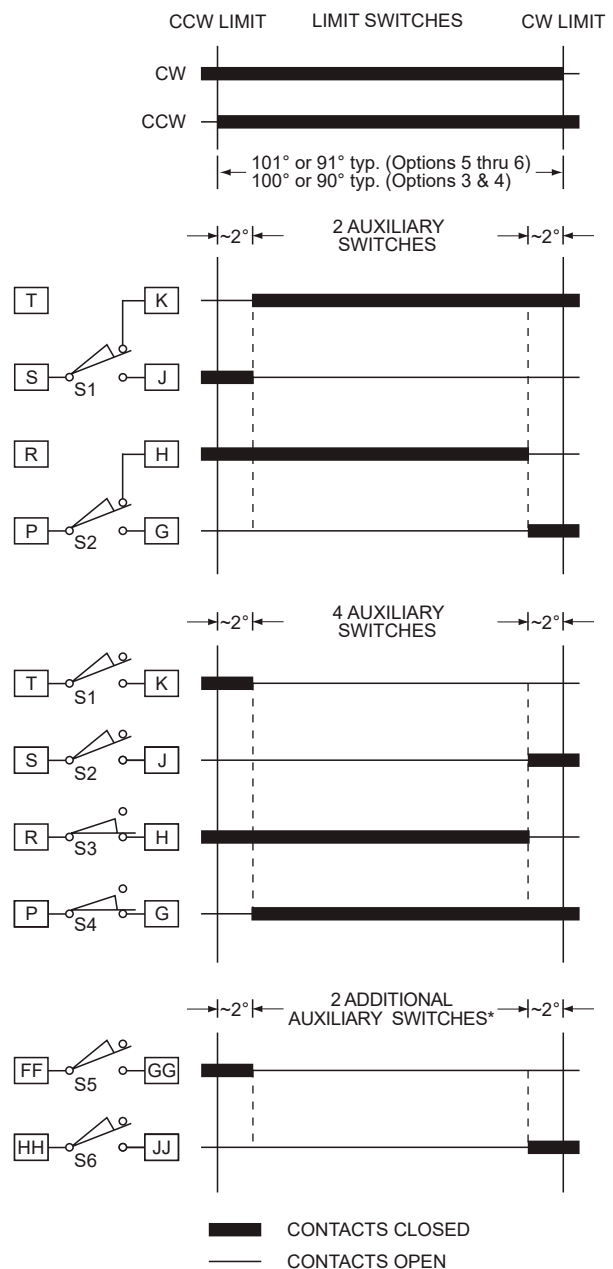 CCW LIMIT LIMIT SWITCHES CW LIMIT
CW
CCW
101° or 91° typ. (Options 5 thru 6)
100° or 90° typ. (Options 3 & 4)
~2° 2 AUXILIARY ~2°
SWITCHES
T K
S S1 J
R H
P S2 G
~2° 4 AUXILIARY ~2°
SWITCHES
T S1 K
S S2 J
R S3 H
P S4 G
~2° 2 ADDITIONAL ~2°
AUXILIARY SWITCHES*
FF S5 GG
HH S6 JJ
CONTACTS CLOSED
CONTACTS OPEN